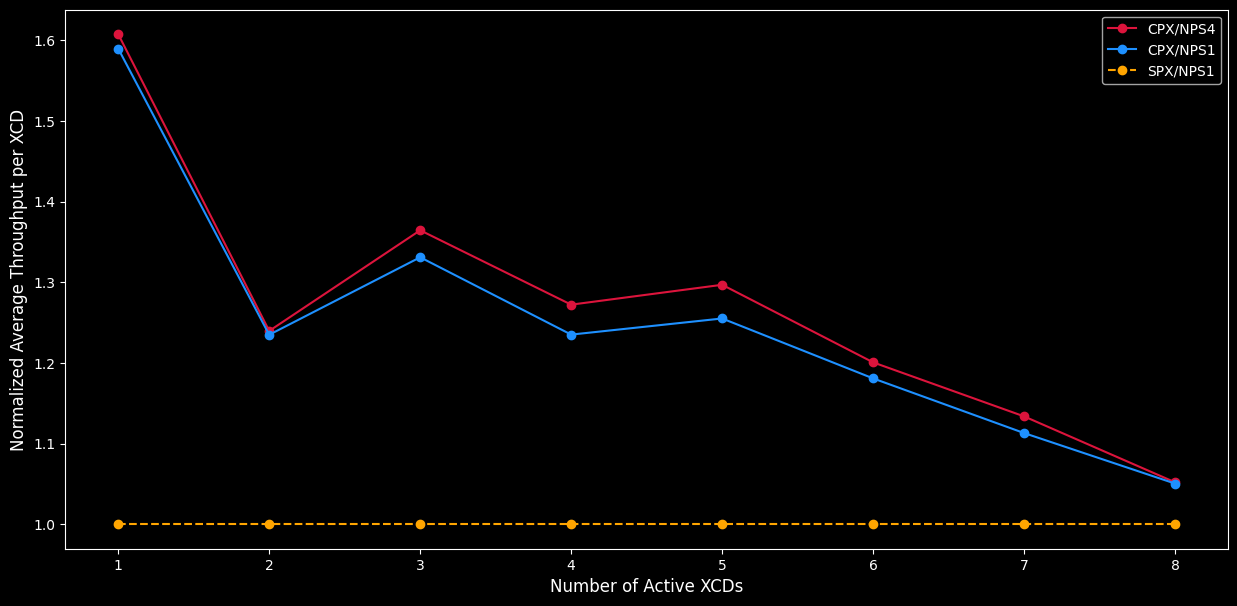 CPX/NPS4
CPX/NPS1
SPX/NPS1
Normalized Average Throughput per XCD
1.6
1.5
1.4
1.3
1.2
1.1
1.0
1 2 3 4 5 6 7 8
Number of Active XCDs